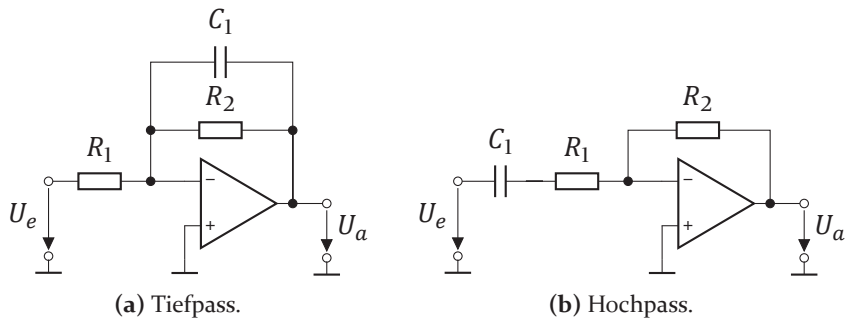 C1
R2
R1
−
+
Ue
Ua
(a) Tiefpass.
C1
R1
R2
−
+
Ue
Ua
(b) Hochpass.